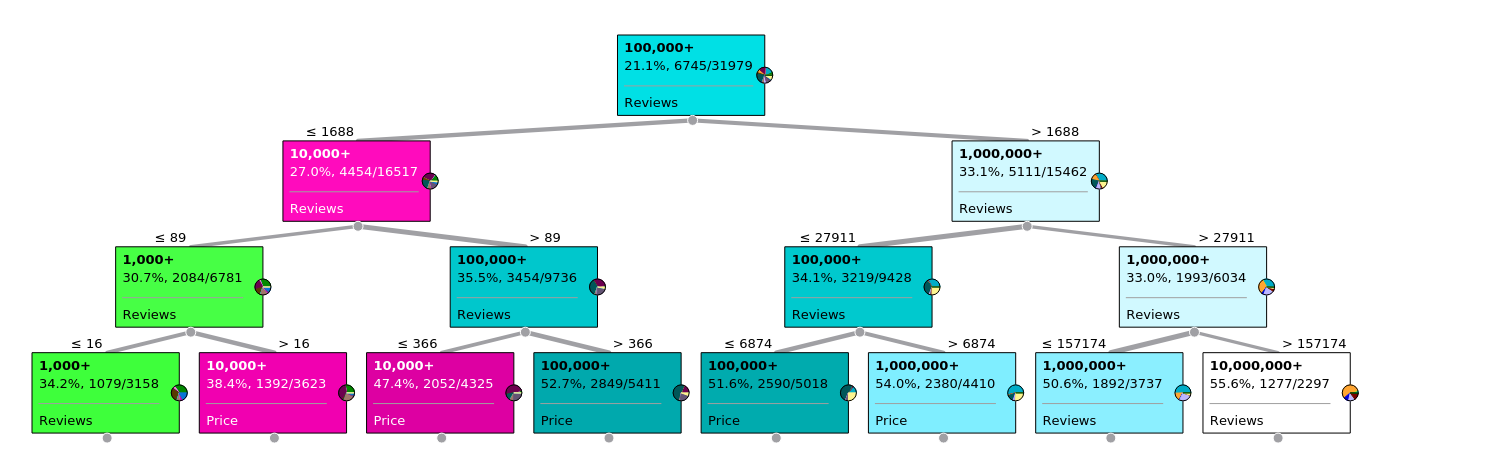 100,000+
21.1%, 6745/31979
Reviews
≤ 1688
> 1688
10,000+
27.0%, 4454/16517
Reviews
1,000,000+
33.1%, 5111/15462
Reviews
≤ 89
> 89
≤ 27911
> 27911
1,000+
30.7%, 2084/6781
Reviews
100,000+
35.5%, 3454/9736
Reviews
100,000+
34.1%, 3219/9428
Reviews
1,000,000+
33.0%, 1993/6034
Reviews
≤ 16
> 16
≤ 366
> 366
≤ 6874
> 6874
≤ 157174
> 157174
1,000+
34.2%, 1079/3158
Reviews
10,000+
38.4%, 1392/3623
Price
10,000+
47.4%, 2052/4325
Price
100,000+
52.7%, 2849/5411
Price
100,000+
51.6%, 2590/5018
Price
1,000,000+
54.0%, 2380/4410
Price
1,000,000+
50.6%, 1892/3737
Reviews
10,000,000+
55.6%, 1277/2297
Reviews